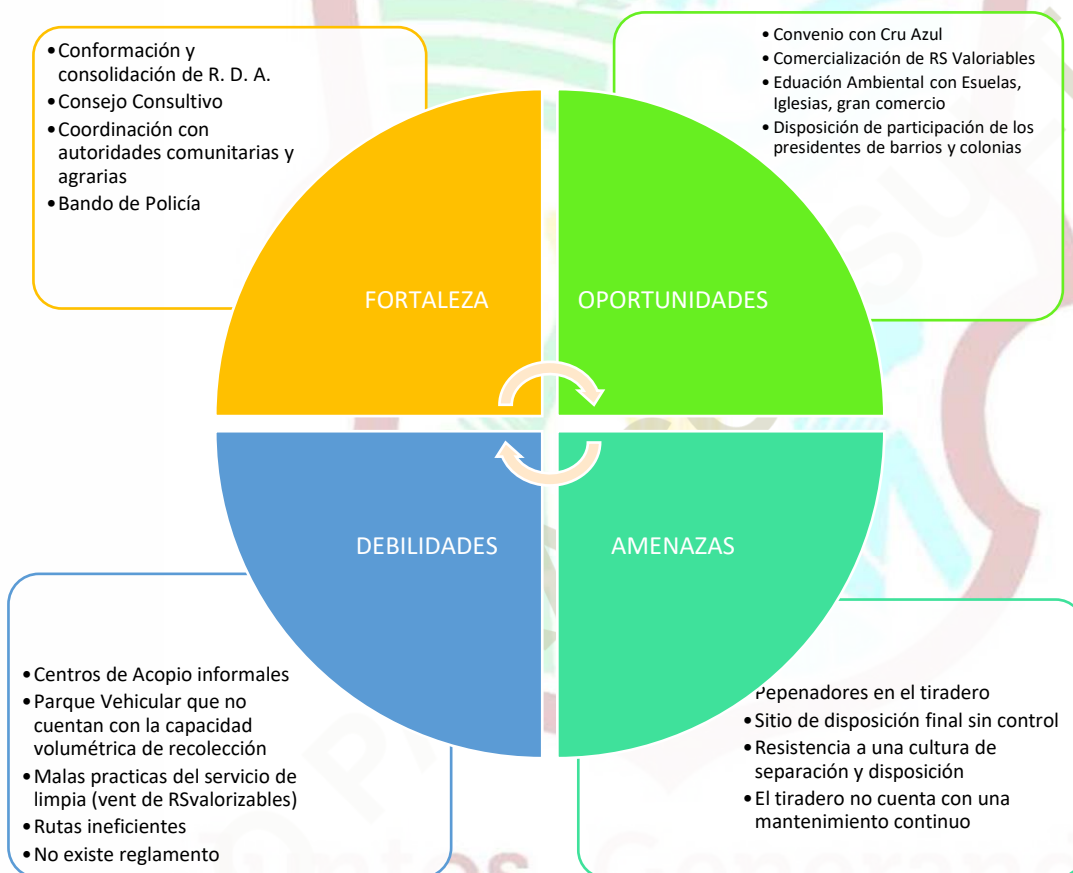 •Conformación y
consolidación de R. D. A.
•Consejo Consultivo
•Coordinación con
autoridades comunitarias y
agrarias
•Bando de Policía
•Convenio con Cru Azul
•Comercialización de RS Valoriables
•Eduación Ambiental con Esuelas,
Iglesias, gran comercio
•Disposición de participación de los
presidentes de barrios y colonias
FORTALEZA
OPORTUNIDADES
DEBILIDADES
AMENAZAS
•Centros de Acopio informales
•Parque Vehicular que no
cuentan con la capacidad
volumétrica de recolección
•Malas practicas del servicio de
limpia (vent de RSvalorizables)
•Rutas ineficientes
•No existe reglamento
Pepenadores en el tiradero
•Sitio de disposición final sin control
•Resistencia a una cultura de
separación y disposición
•El tiradero no cuenta con una
mantenimiento continuo